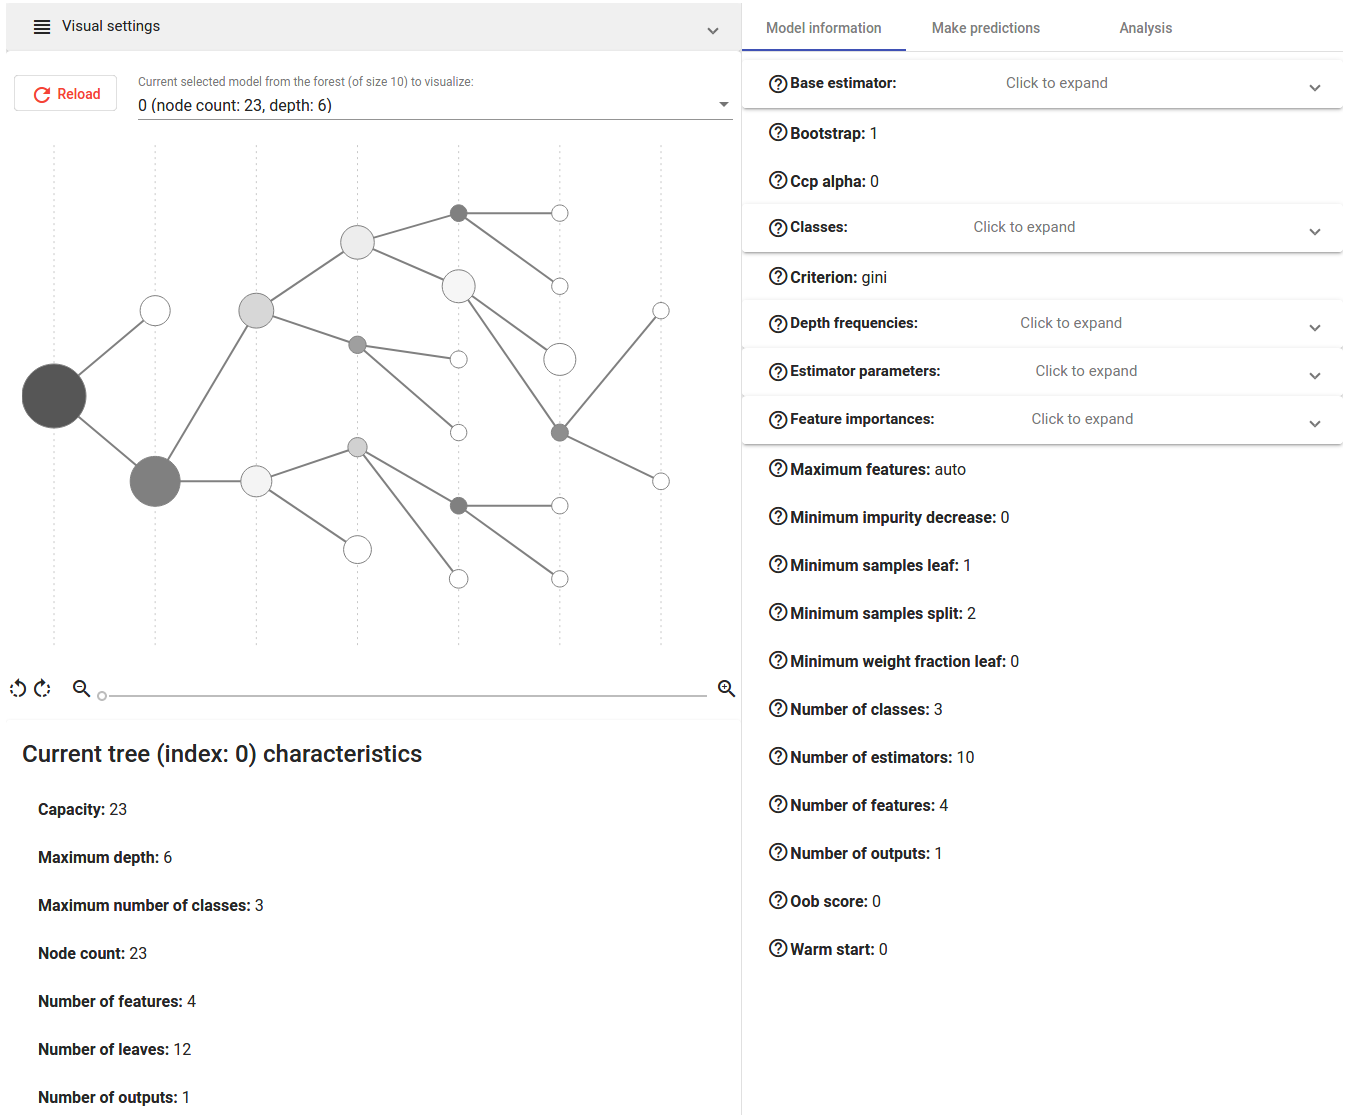 Visual settings
Reload
Current selected model from the forest (of size 10) to visualize:
0 (node count: 23, depth: 6)
Current tree (index: 0) characteristics
Capacity: 23
Maximum depth: 6
Maximum number of classes: 3
Node count: 23
Number of features: 4
Number of leaves: 12
Number of outputs: 1
Model information
Make predictions
Analysis
Base estimator: Click to expand
Bootstrap: 1
Ccp alpha: 0
Classes: Click to expand
Criterion: gini
Depth frequencies: Click to expand
Estimator parameters: Click to expand
Feature importances: Click to expand
Maximum features: auto
Minimum impurity decrease: 0
Minimum samples leaf: 1
Minimum samples split: 2
Minimum weight fraction leaf: 0
Number of classes: 3
Number of estimators: 10
Number of features: 4
Number of outputs: 1
Oob score: 0
Warm start: 0